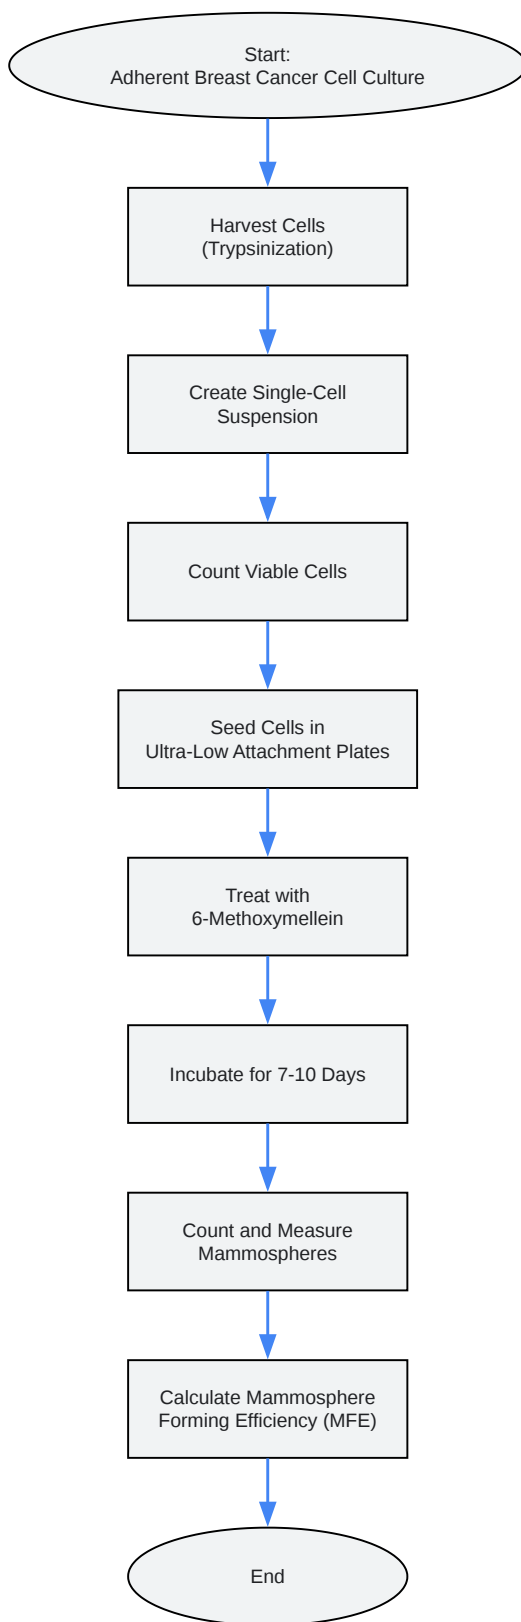 Start:
Adherent Breast Cancer Cell Culture
Harvest Cells
(Trypsinization)
Create Single-Cell
Suspension
Count Viable Cells
Seed Cells in
Ultra-Low Attachment Plates
Treat with
6-Methoxymellein
Incubate for 7-10 Days
Count and Measure
Mammospheres
Calculate Mammosphere
Forming Efficiency (MFE)
End